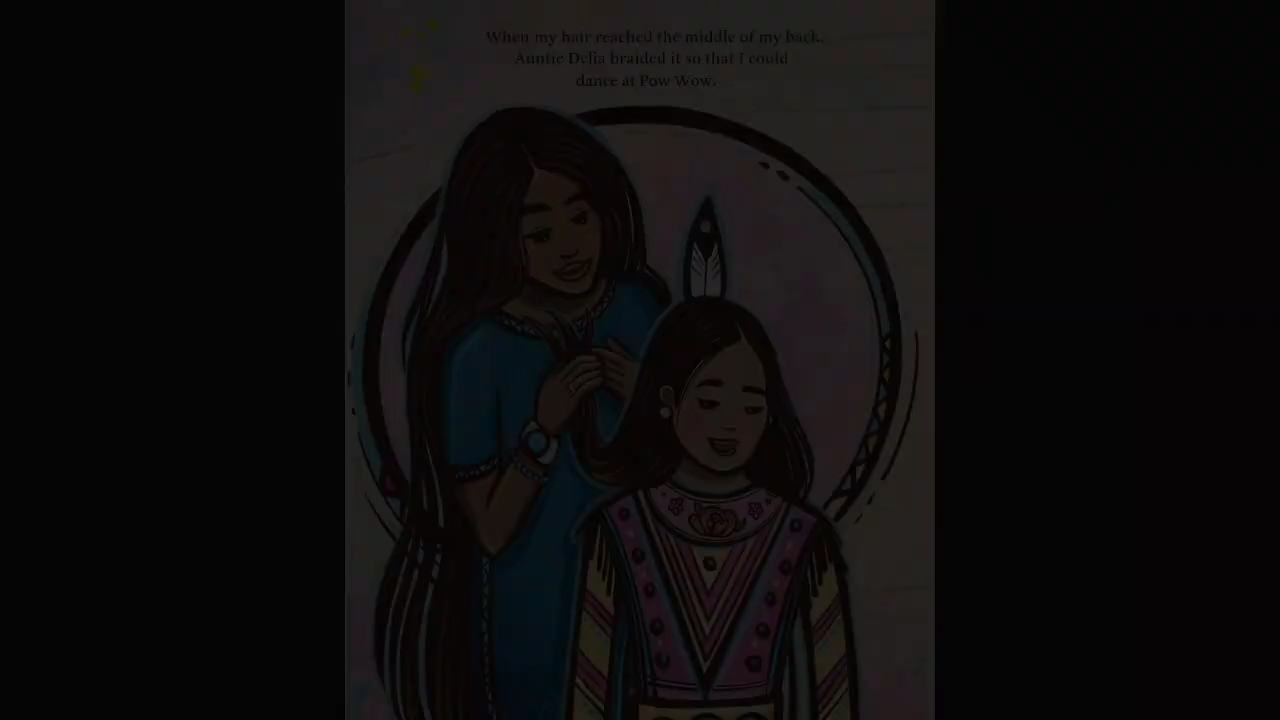 When my hair reached the middle of my back,
Auntie Delia braided it so that I could
dance at Pow Wow.